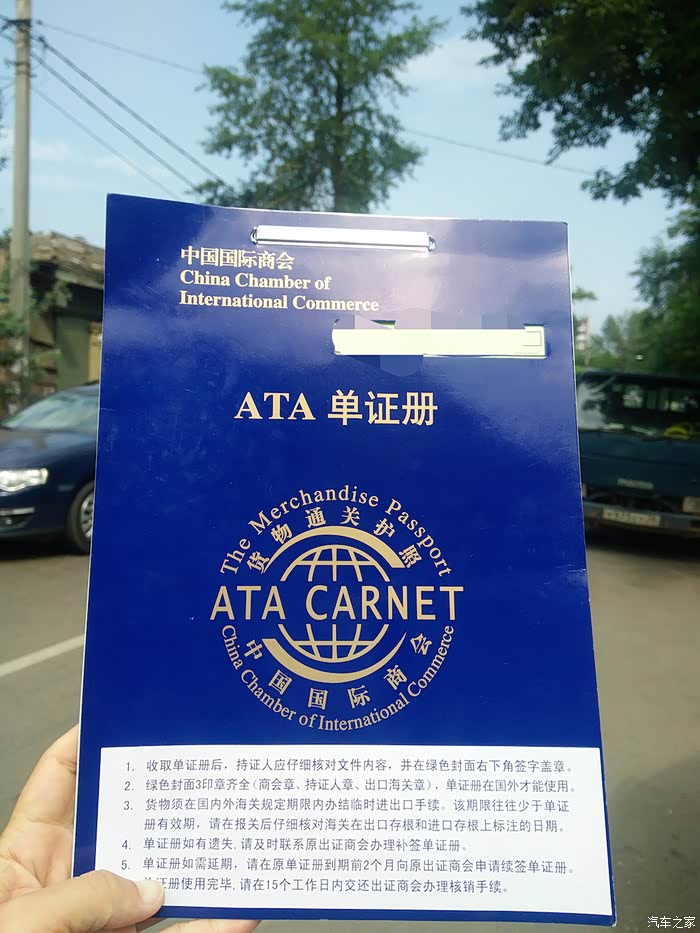 中国国际商会
China Chamber of
International Commerce
ATA 单证册
The Merchandise Passport
货物通关护照
ATA CARNET
中国国际商会
China Chamber of International Commerce
1. 收取单证册后，持证人应仔细核对文件内容，并在绿色封面右下角签字盖章。
2. 绿色封面3印章齐全（商会章、持证人章、出口海关章），单证册在国外才能使用。
3. 货物须在国内外海关规定期限内办结临时进出口手续。该期限往往少于单证
册有效期，请在报关后仔细核对海关在出口存根和进口存根上标注的日期。
4. 单证册如有遗失,请及时联系原出证商会办理补签单证册。
5. 单证册如需延期，请在原单证册到期前2个月向原出证商会申请续签单证册。
证册使用完毕,请在15个工作日内交还出证商会办理核销手续。
汽车之家